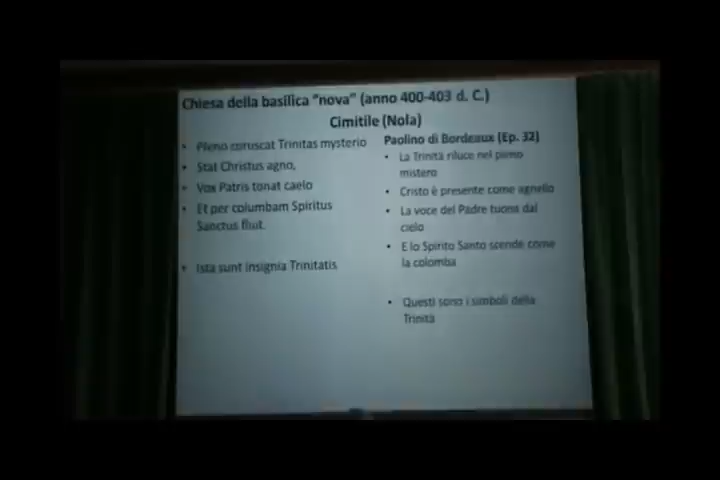 Chiesa della basilica "nova" (anno 400-403 d. C.)
Cimitile (Nola)
• Pleno coruscat Trinitas mysterio
• Stat Christus agno,
• Vox Patris tonat caelo
• Et per columbam Spiritus
Sanctus fliut.
• Ista sunt insignia Trinitatis
Paolino di Bordeaux (Ep. 32)
• La Trinità riluce nel pieno
mistero
• Cristo è presente come agnello
• La voce del Padre tuona dal
cielo
• E lo Spirito Santo scende come
la colomba
• Questi sono i simboli della
Trinità